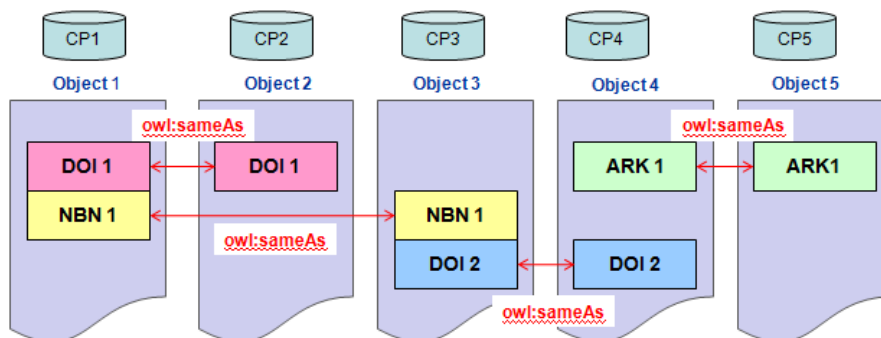 CP1 CP2 CP3 CP4 CP5
Object 1 Object 2 Object 3 Object 4 Object 5
owl:sameAs owl:sameAs
DOI 1 DOI 1 ARK 1 ARK1
NBN 1 NBN 1
owl:sameAs
DOI 2 DOI 2
owl:sameAs